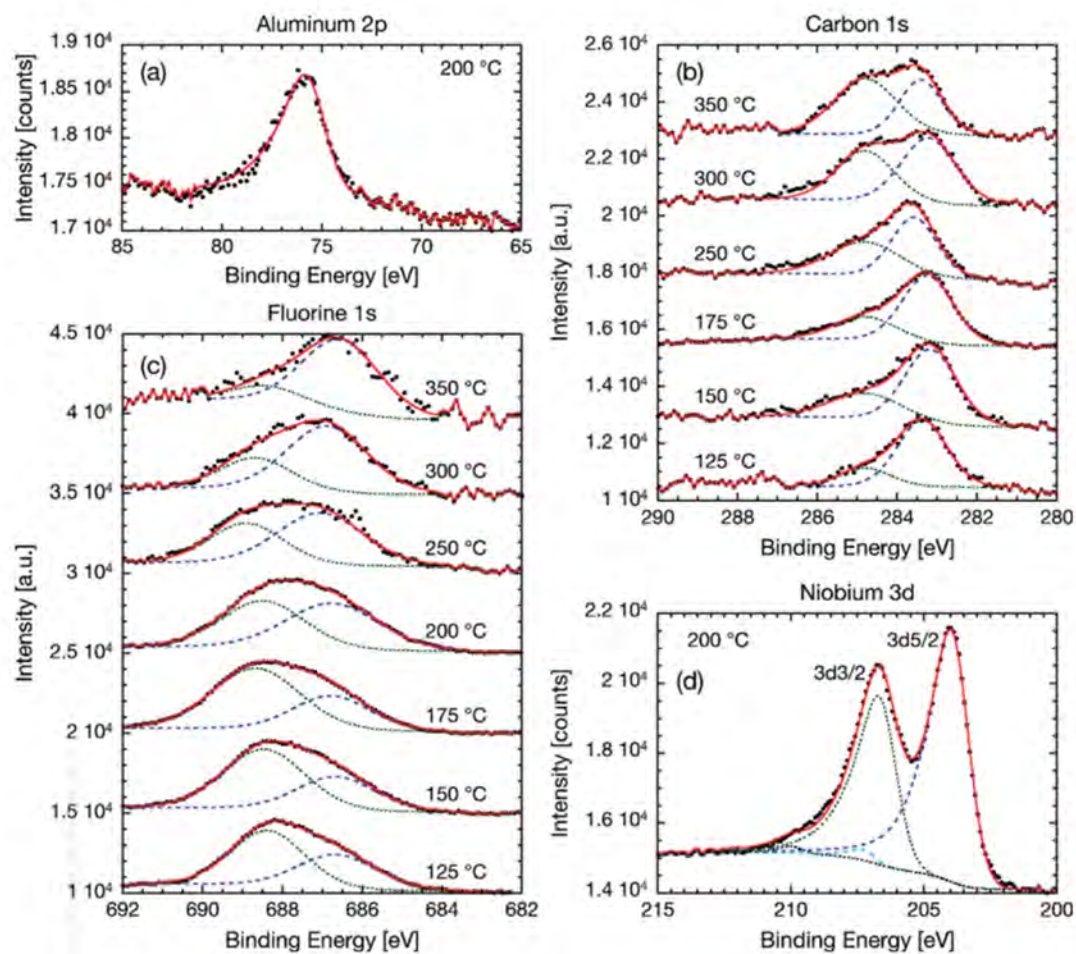 Aluminum 2p
(a)
200 °C
1.9 10⁴
1.85 10⁴
1.8 10⁴
1.75 10⁴
1.7 10⁴
Intensity [counts]
85 80 75 70 65
Binding Energy [eV]
Carbon 1s
(b)
2.6 10⁴
2.4 10⁴
2.2 10⁴
2 10⁴
1.8 10⁴
1.6 10⁴
1.4 10⁴
1.2 10⁴
1 10⁴
Intensity [a.u.]
350 °C
300 °C
250 °C
175 °C
150 °C
125 °C
290 288 286 284 282 280
Binding Energy [eV]
Fluorine 1s
(c)
4.5 10⁴
4 10⁴
3.5 10⁴
3 10⁴
2.5 10⁴
2 10⁴
1.5 10⁴
1 10⁴
Intensity [a.u.]
350 °C
300 °C
250 °C
200 °C
175 °C
150 °C
125 °C
692 690 688 686 684 682
Binding Energy [eV]
Niobium 3d
200 °C
3d5/2
3d3/2
(d)
2.2 10⁴
2 10⁴
1.8 10⁴
1.6 10⁴
1.4 10⁴
Intensity [counts]
215 210 205 200
Binding Energy [eV]